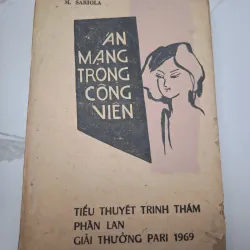 M. SARIOLA
ÁN
MẠNG
TRONG
CÔNG
VIÊN
TIỂU THUYẾT TRINH THÁM
PHẦN LAN
GIẢI THƯỞNG PARI 1969